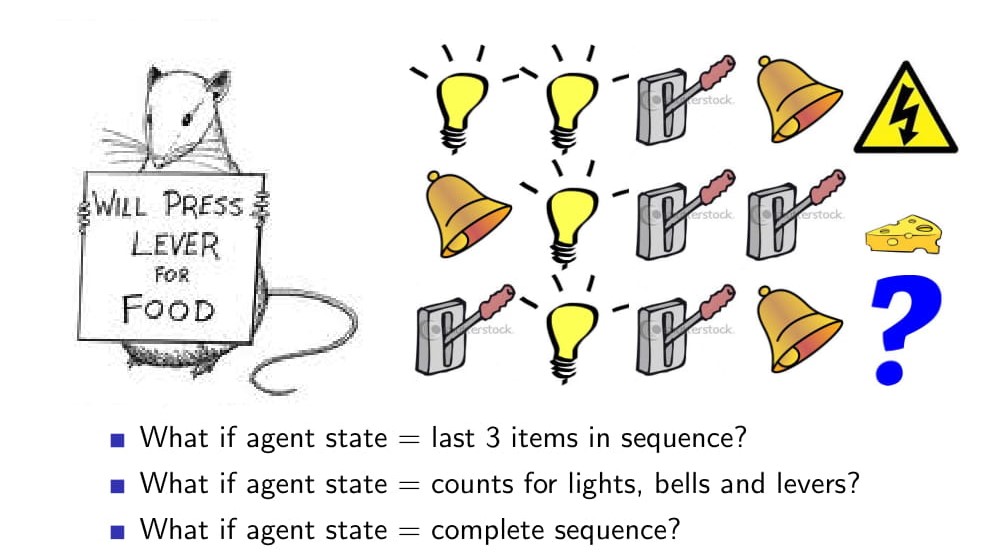 WILL PRESS
LEVER
FOR
FOOD
erstock.
erstock.
erstock.
erstock.
erstock.
?
What if agent state = last 3 items in sequence?
What if agent state = counts for lights, bells and levers?
What if agent state = complete sequence?